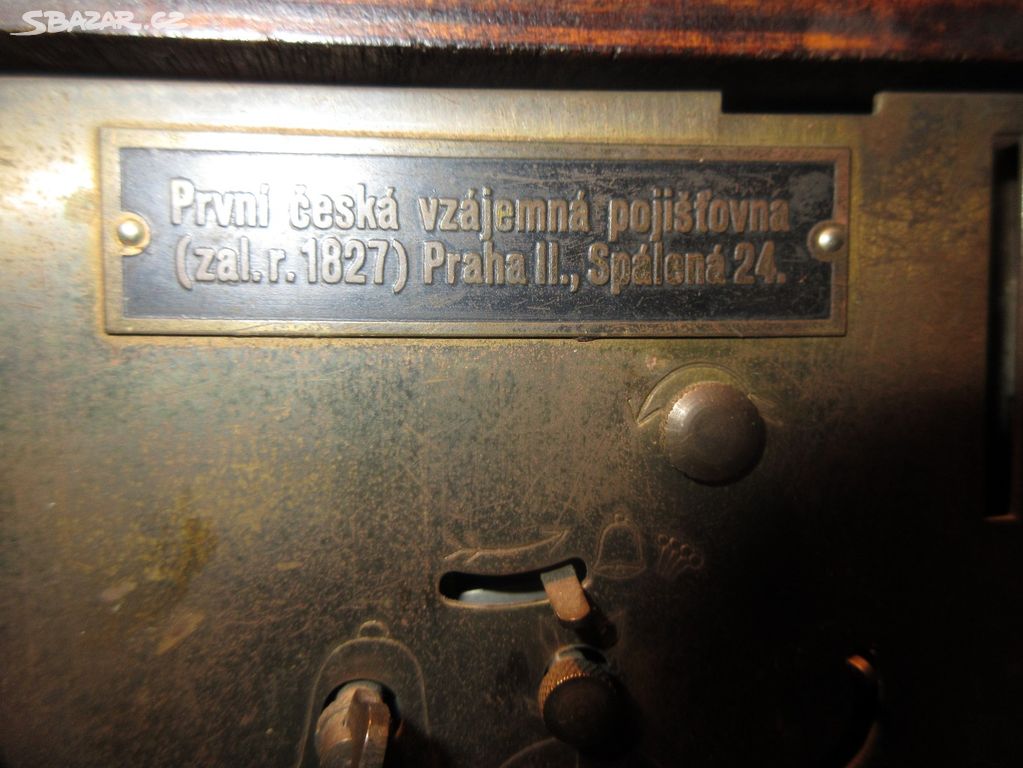 SBAZAR.CZ
První česká vzájemná pojišťovna
(zal. r. 1827) Praha II., Spálená 24.